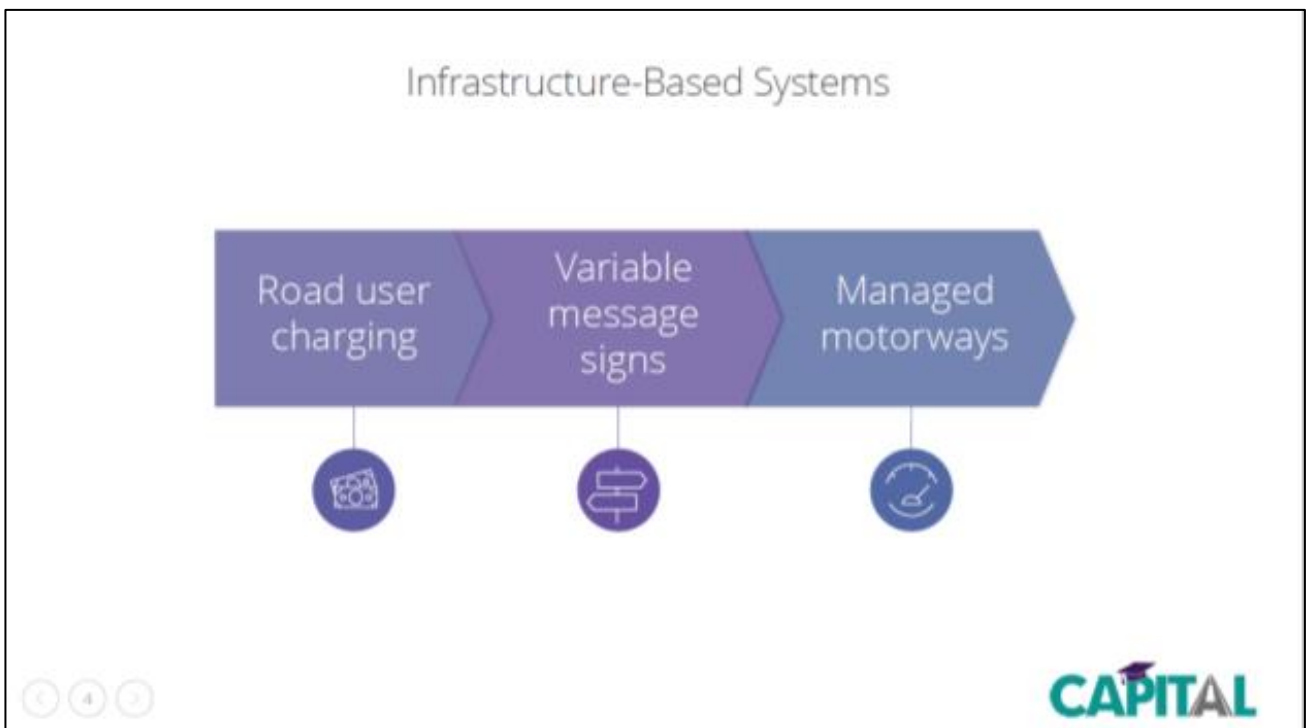 Infrastructure-Based Systems
Road user
charging
Variable
message
signs
Managed
motorways
4
CAPITAL